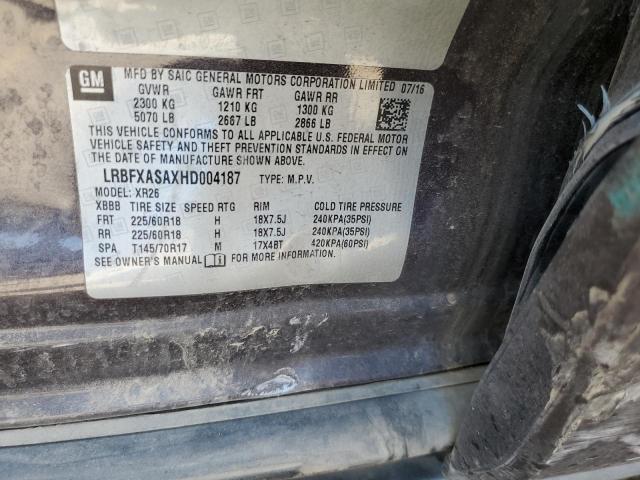 GM
MFD BY SAIC GENERAL MOTORS CORPORATION LIMITED 07/16
GVWR GAWR FRT GAWR RR
2300 KG 1210 KG 1300 KG
5070 LB 2667 LB 2866 LB
THIS VEHICLE CONFORMS TO ALL APPLICABLE U.S. FEDERAL MOTOR
VEHICLE SAFETY AND THEFT PREVENTION STANDARDS IN EFFECT ON
THE DATE OF MANUFACTURE SHOWN ABOVE.
LRBFXASAXHD004187 TYPE: M.P.V.
MODEL: XR26
XBBB TIRE SIZE SPEED RTG RIM COLD TIRE PRESSURE
FRT 225/60R18 H 18X7.5J 240KPA(35PSI)
RR 225/60R18 H 18X7.5J 240KPA(35PSI)
SPA T145/70R17 M 17X4BT 420KPA(60PSI)
SEE OWNER'S MANUAL FOR MORE INFORMATION.